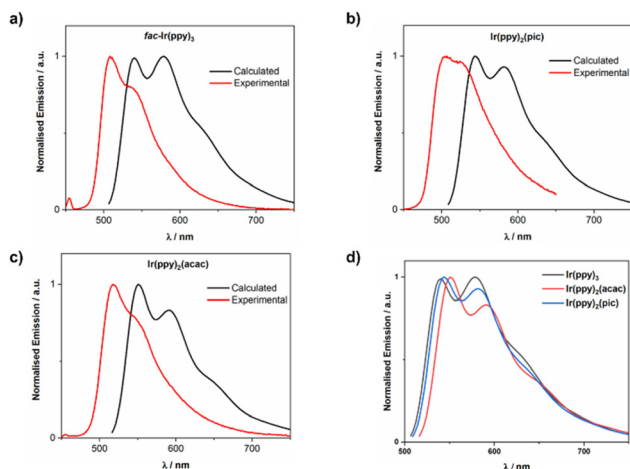 a)
fac-Ir(ppy)3
Normalised Emission / a.u.
1
0
Calculated
Experimental
500
600
700
λ / nm
b)
Ir(ppy)2(pic)
Normalised Emission / a.u.
1
0
Calculated
Experimental
500
600
700
λ / nm
c)
Ir(ppy)2(acac)
Normalised Emission / a.u.
1
0
Calculated
Experimental
500
600
700
λ / nm
d)
Normalised Emission / a.u.
1
0
Ir(ppy)3
Ir(ppy)2(acac)
Ir(ppy)2(pic)
550
600
650
700
λ / nm